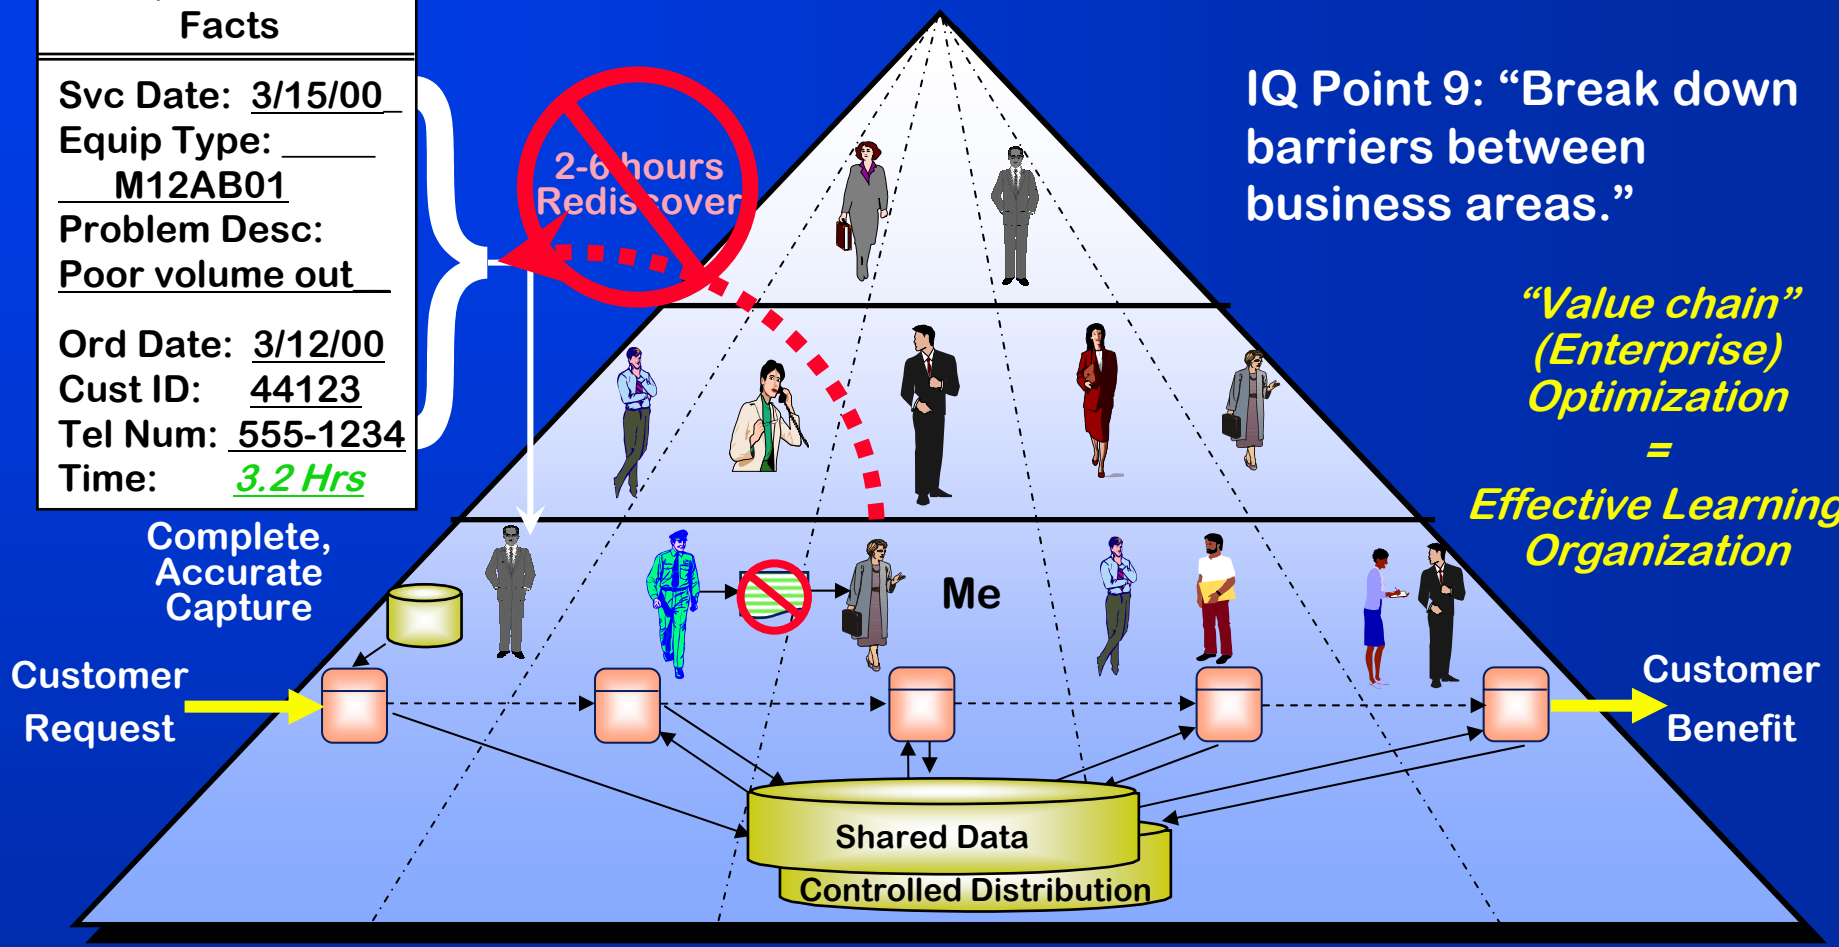 Facts
Svc Date: 3/15/00_
Equip Type: _____
M12AB01
Problem Desc:
Poor volume out__
Ord Date: 3/12/00
Cust ID: 44123
Tel Num: 555-1234
Time: 3.2 Hrs
Complete,
Accurate
Capture
2-6 hours
Rediscover
IQ Point 9: “Break down
barriers between
business areas.”
“Value chain”
(Enterprise)
Optimization
=
Effective Learning
Organization
Me
Customer
Request
Customer
Benefit
Shared Data
Controlled Distribution